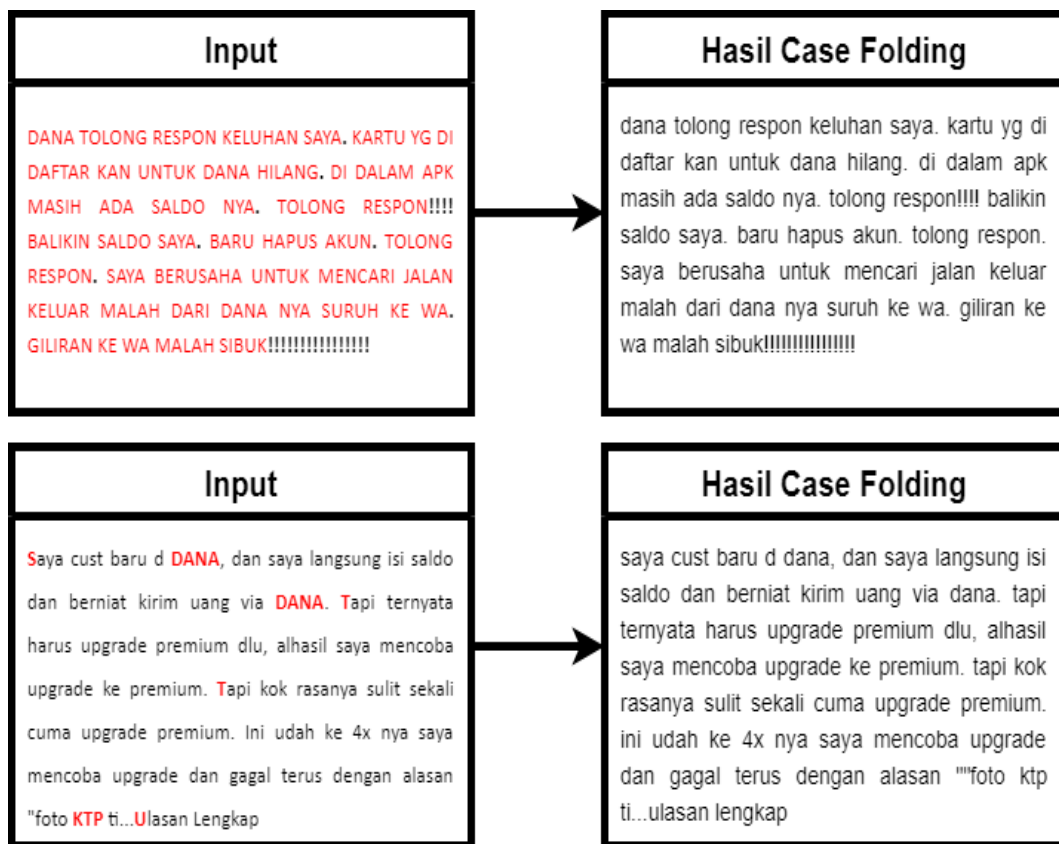 Input
DANA TOLONG RESPON KELUHAN SAYA. KARTU YG DI
DAFTAR KAN UNTUK DANA HILANG. DI DALAM APK
MASIH ADA SALDO NYA. TOLONG RESPON!!!!
BALIKIN SALDO SAYA. BARU HAPUS AKUN. TOLONG
RESPON. SAYA BERUSAHA UNTUK MENCARI JALAN
KELUAR MALAH DARI DANA NYA SURUH KE WA.
GILIRAN KE WA MALAH SIBUK!!!!!!!!!!!!!!!!
Hasil Case Folding
dana tolong respon keluhan saya. kartu yg di
daftar kan untuk dana hilang. di dalam apk
masih ada saldo nya. tolong respon!!!! balikin
saldo saya. baru hapus akun. tolong respon.
saya berusaha untuk mencari jalan keluar
malah dari dana nya suruh ke wa. giliran ke
wa malah sibuk!!!!!!!!!!!!!!!!
Input
Saya cust baru d DANA, dan saya langsung isi saldo
dan berniat kirim uang via DANA. Tapi ternyata
harus upgrade premium dlu, alhasil saya mencoba
upgrade ke premium. Tapi kok rasanya sulit sekali
cuma upgrade premium. Ini udah ke 4x nya saya
mencoba upgrade dan gagal terus dengan alasan
"foto KTP ti...Ulasan Lengkap
Hasil Case Folding
saya cust baru d dana, dan saya langsung isi
saldo dan berniat kirim uang via dana. tapi
ternyata harus upgrade premium dlu, alhasil
saya mencoba upgrade ke premium. tapi kok
rasanya sulit sekali cuma upgrade premium.
ini udah ke 4x nya saya mencoba upgrade
dan gagal terus dengan alasan ""foto ktp
ti...ulasan lengkap